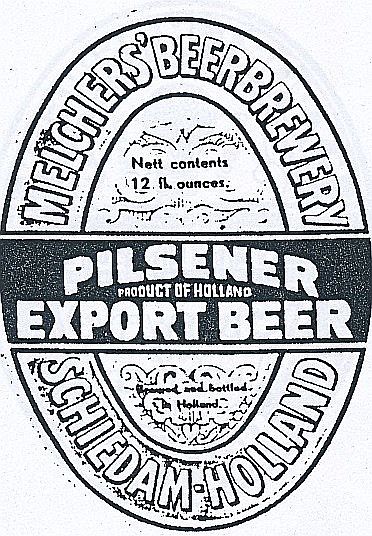 MELCHERS' BEERBREWERY
Nett contents
12 fl. ounces.
PILSENER
PRODUCT OF HOLLAND
EXPORT BEER
Brewed and bottled
in Holland.
SCHIEDAM-HOLLAND